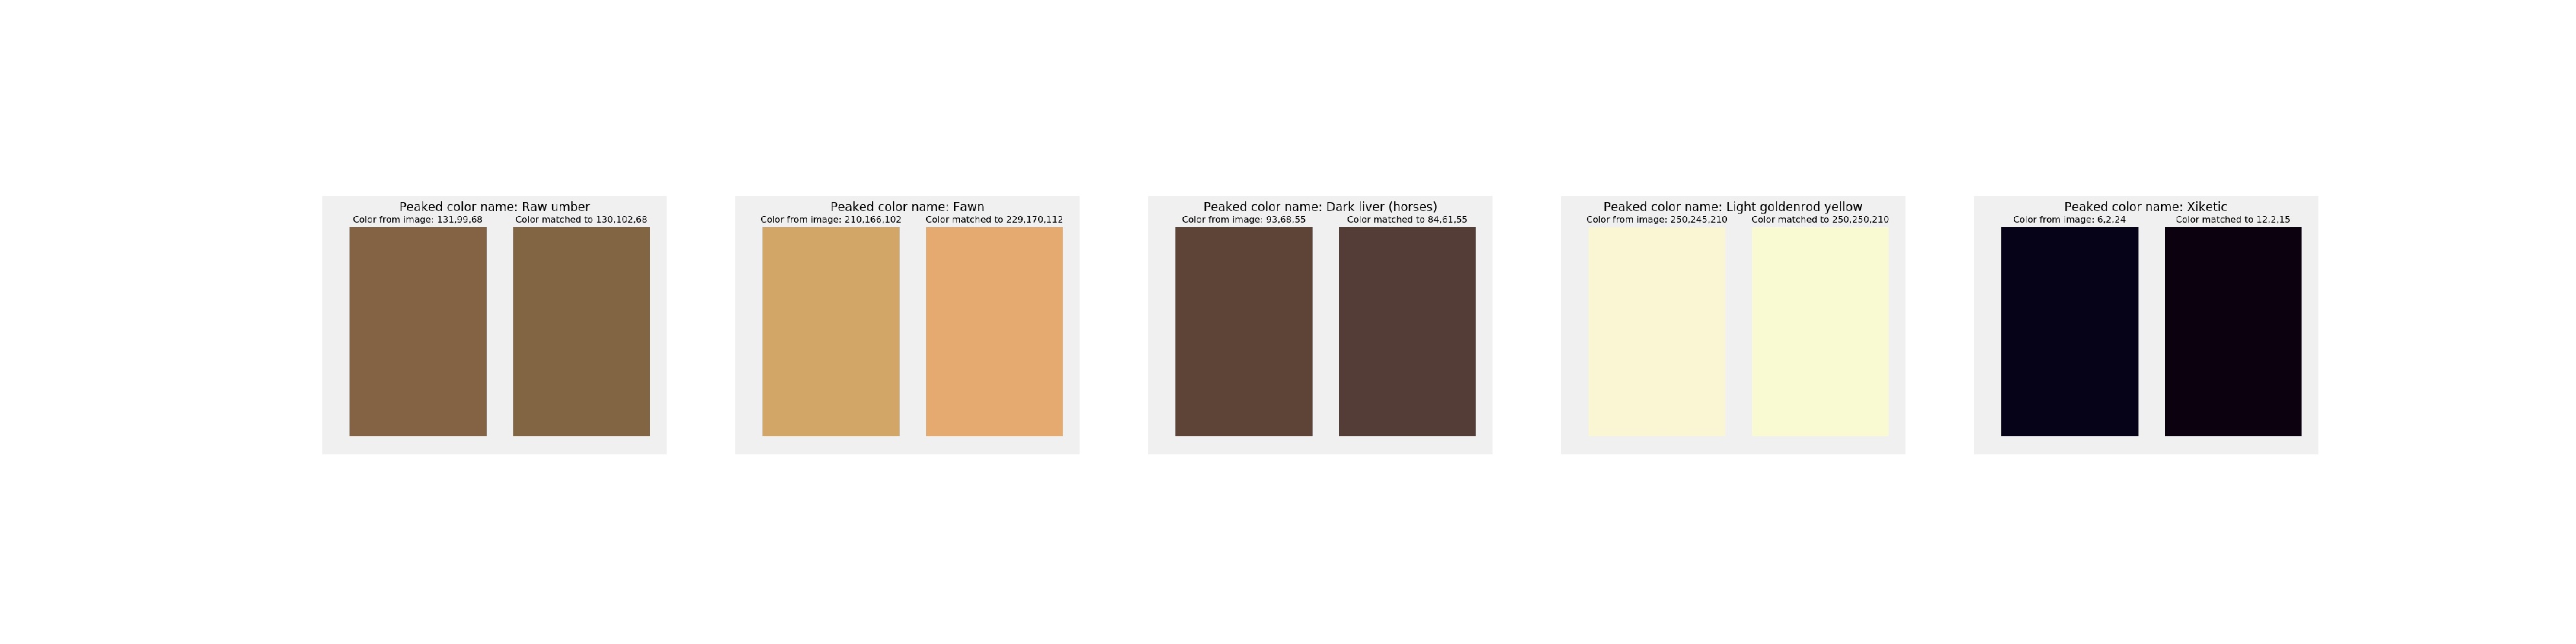 Peaked color name: Raw umber
Color from image: 131,99,68
Color matched to 130,102,68
Peaked color name: Fawn
Color from image: 210,166,102
Color matched to 229,170,112
Peaked color name: Dark liver (horses)
Color from image: 93,68,55
Color matched to 84,61,55
Peaked color name: Light goldenrod yellow
Color from image: 250,245,210
Color matched to 250,250,210
Peaked color name: Xiketic
Color from image: 6,2,24
Color matched to 12,2,15